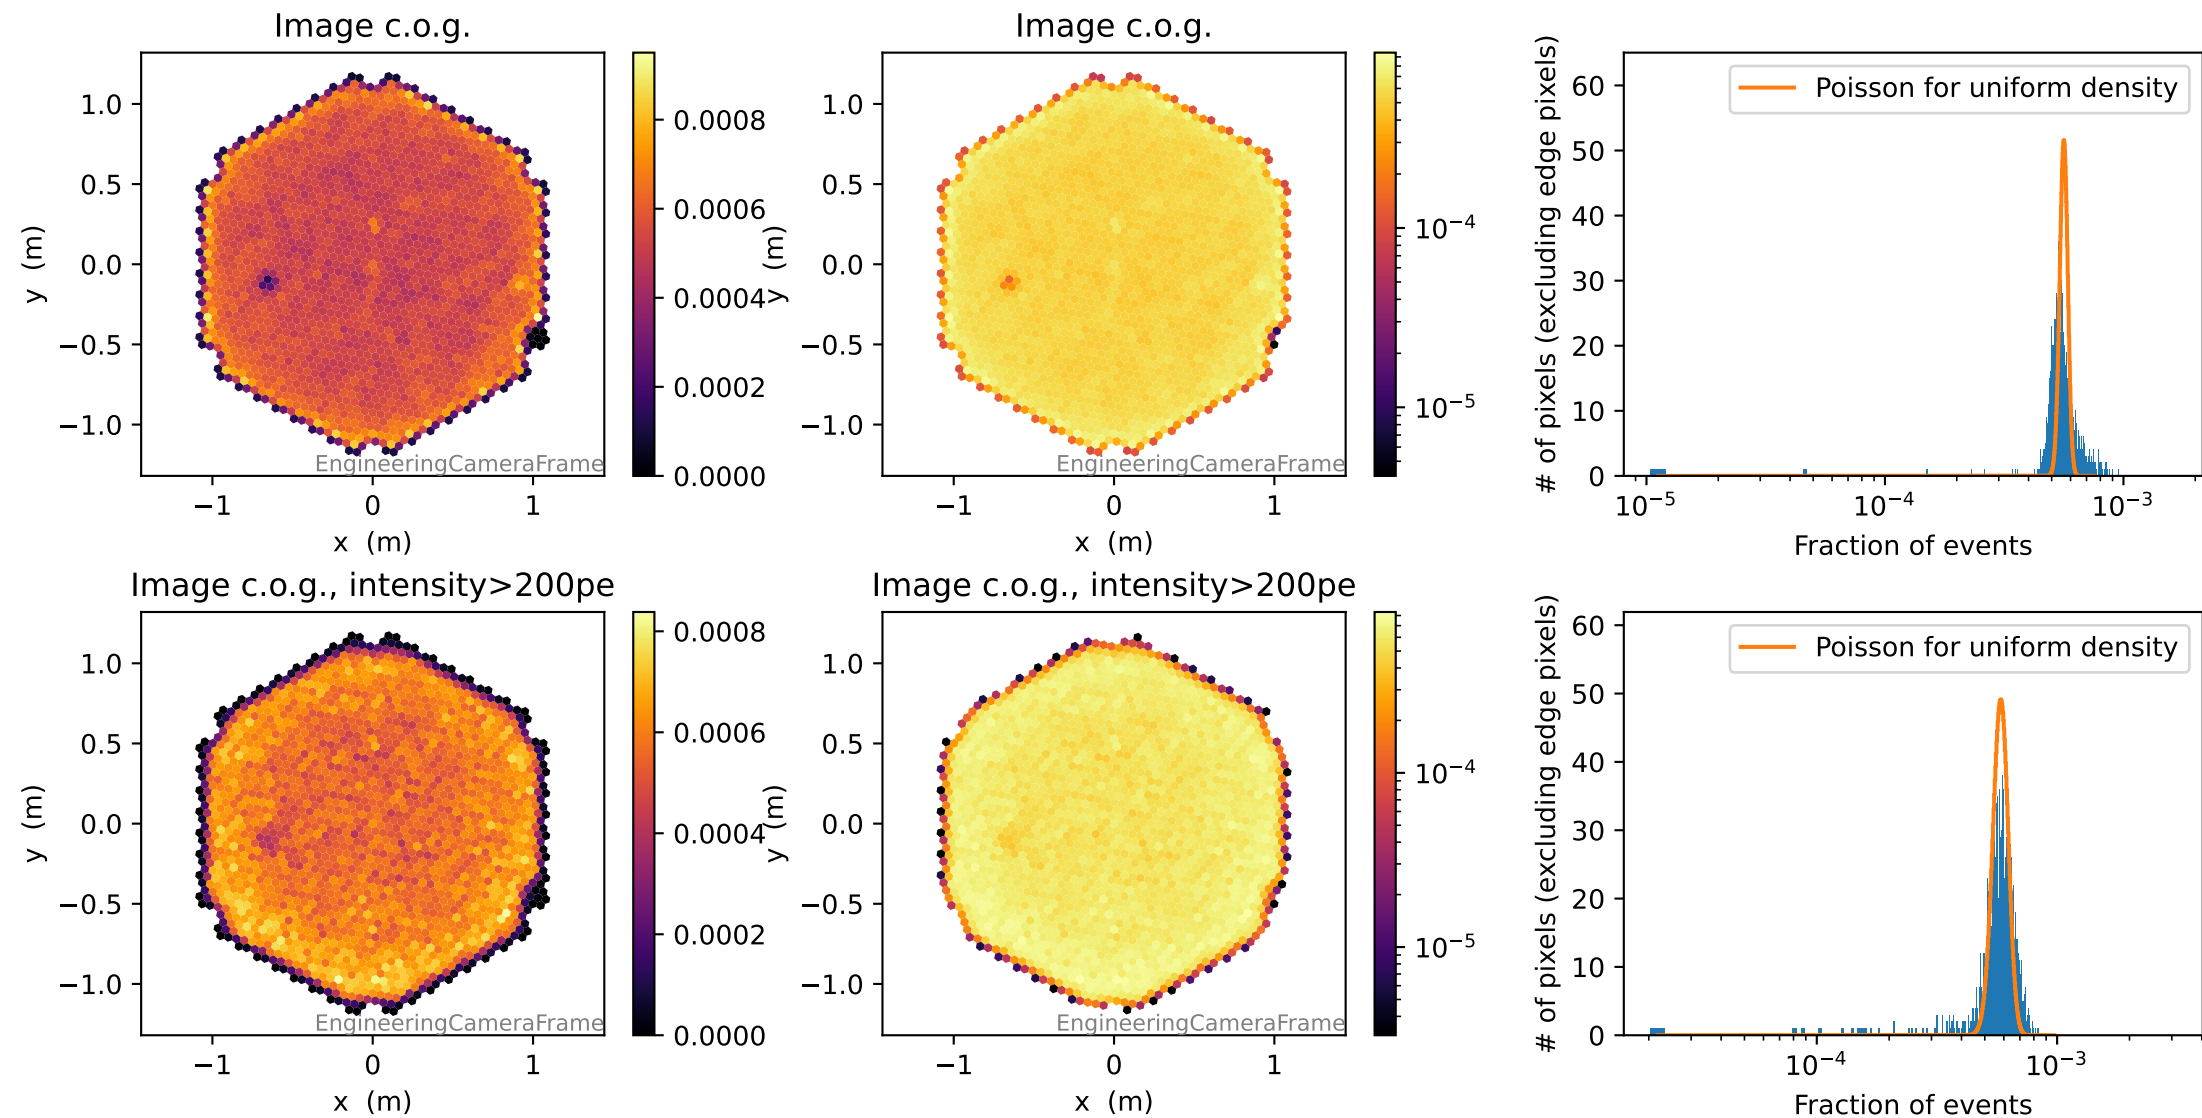 Image c.o.g.
1.0
0.5
0.0
−0.5
−1.0
y (m)
−1
0
1
x (m)
EngineeringCameraFrame
0.0008
0.0006
0.0004
0.0002
0.0000
Image c.o.g.
1.0
0.5
0.0
−0.5
−1.0
y (m)
−1
0
1
x (m)
EngineeringCameraFrame
10⁻⁴
10⁻⁵
# of pixels (excluding edge pixels)
60
50
40
30
20
10
0
Poisson for uniform density
10⁻⁵
10⁻⁴
10⁻³
Fraction of events
Image c.o.g., intensity>200pe
1.0
0.5
0.0
−0.5
−1.0
y (m)
−1
0
1
x (m)
EngineeringCameraFrame
0.0008
0.0006
0.0004
0.0002
0.0000
Image c.o.g., intensity>200pe
1.0
0.5
0.0
−0.5
−1.0
y (m)
−1
0
1
x (m)
EngineeringCameraFrame
10⁻⁴
10⁻⁵
# of pixels (excluding edge pixels)
60
50
40
30
20
10
0
Poisson for uniform density
10⁻⁴
10⁻³
Fraction of events